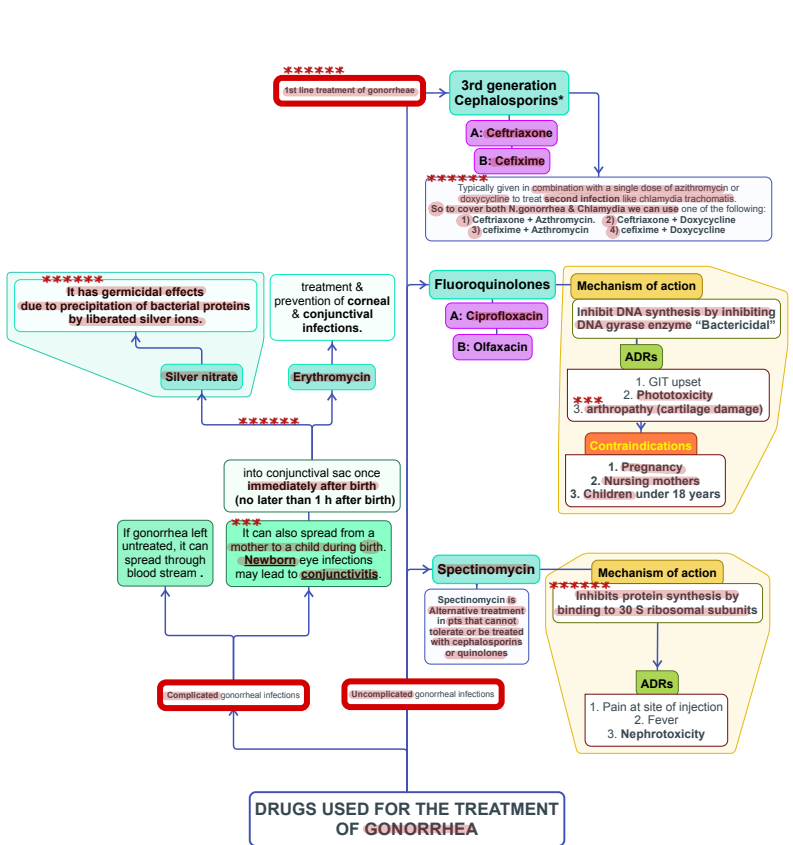 1st line treatment of gonorrheae
3rd generation
Cephalosporins*
A: Ceftriaxone
B: Cefixime
Typically given in combination with a single dose of azithromycin or
doxycycline to treat second infection like chlamydia trachomatis.
So to cover both N.gonorrhea & Chlamydia we can use one of the following:
1) Ceftriaxone + Azthromycin. 2) Ceftriaxone + Doxycycline
3) cefixime + Azthromycin 4) cefixime + Doxycycline
It has germicidal effects
due to precipitation of bacterial proteins
by liberated silver ions.
treatment &
prevention of corneal
& conjunctival
infections.
Silver nitrate
Erythromycin
Fluoroquinolones
A: Ciprofloxacin
B: Olfaxacin
Mechanism of action
Inhibit DNA synthesis by inhibiting
DNA gyrase enzyme “Bactericidal”
ADRs
1. GIT upset
2. Phototoxicity
3. arthropathy (cartilage damage)
Contraindications
1. Pregnancy
2. Nursing mothers
3. Children under 18 years
into conjunctival sac once
immediately after birth
(no later than 1 h after birth)
If gonorrhea left
untreated, it can
spread through
blood stream .
It can also spread from a
mother to a child during birth.
Newborn eye infections
may lead to conjunctivitis.
Spectinomycin
Spectinomycin is
Alternative treatment
in pts that cannot
tolerate or be treated
with cephalosporins
or quinolones
Mechanism of action
Inhibits protein synthesis by
binding to 30 S ribosomal subunits
ADRs
1. Pain at site of injection
2. Fever
3. Nephrotoxicity
Complicated gonorrheal infections
Uncomplicated gonorrheal infections
DRUGS USED FOR THE TREATMENT
OF GONORRHEA